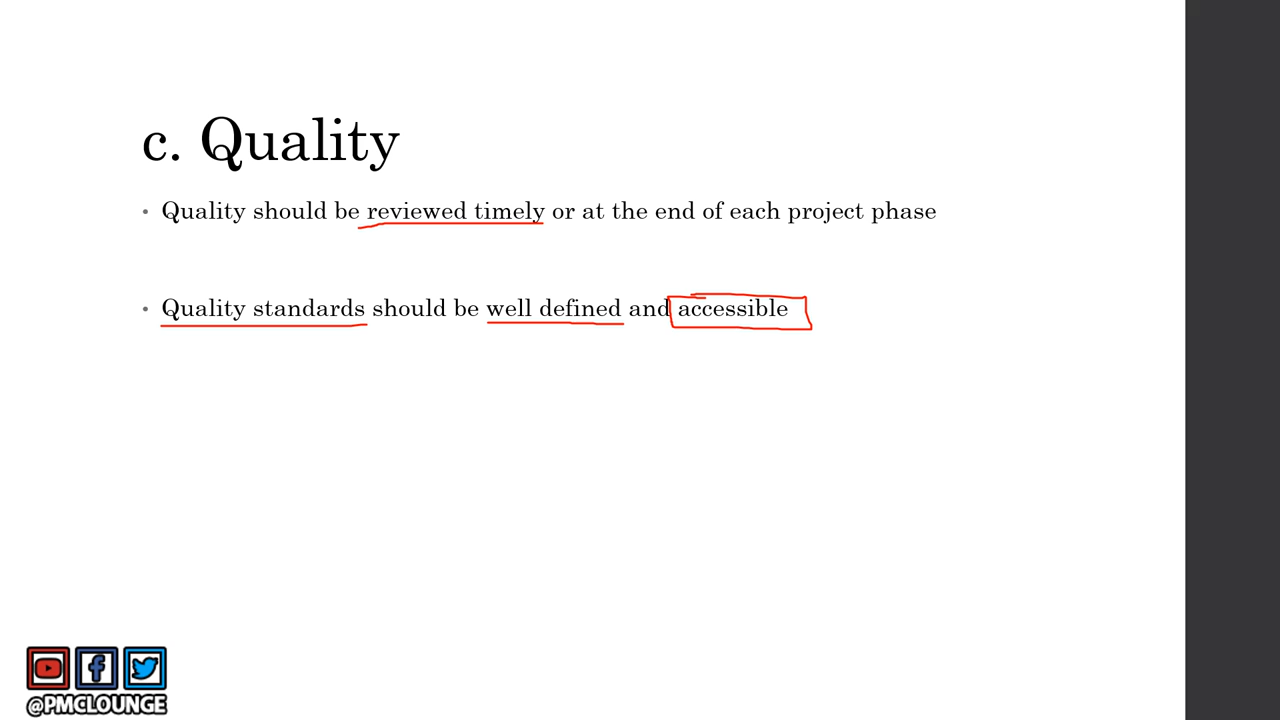 c. Quality
• Quality should be reviewed timely or at the end of each project phase
• Quality standards should be well defined and accessible
@PMCLOUNGE